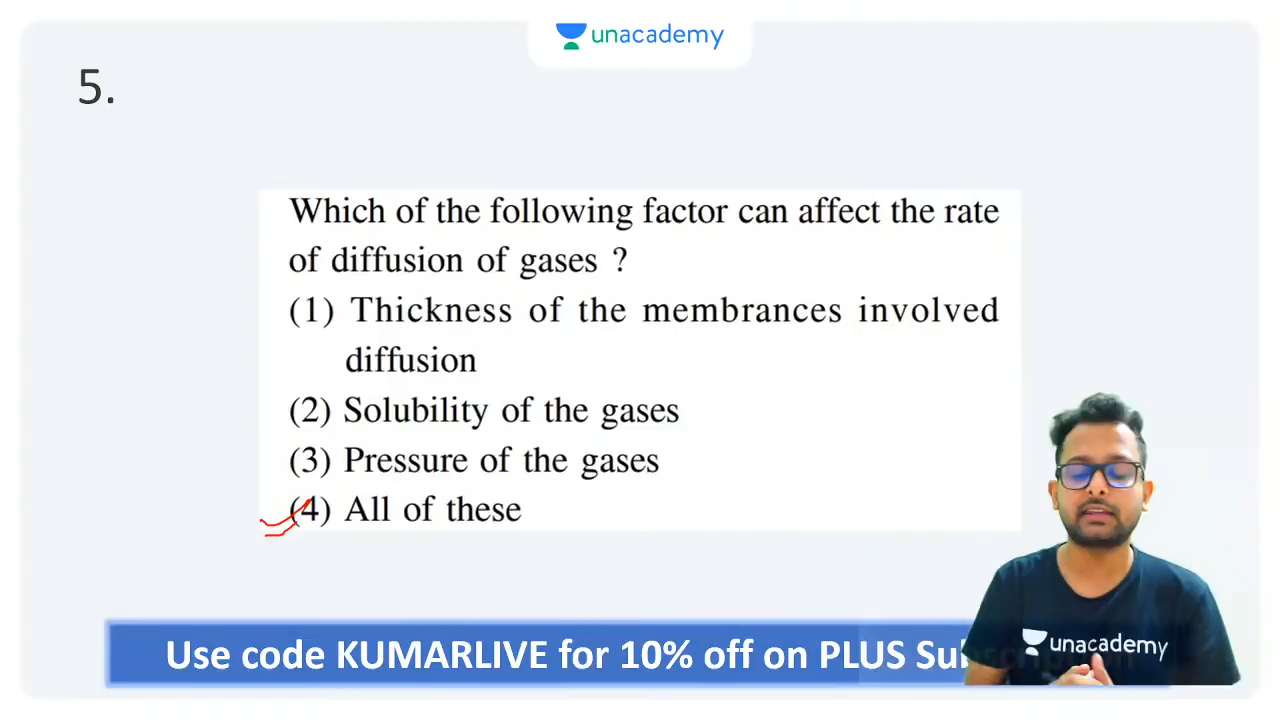 unacademy
5.
Which of the following factor can affect the rate
of diffusion of gases ?
(1) Thickness of the membrances involved
diffusion
(2) Solubility of the gases
(3) Pressure of the gases
(4) All of these
unacademy
Use code KUMARLIVE for 10% off on PLUS